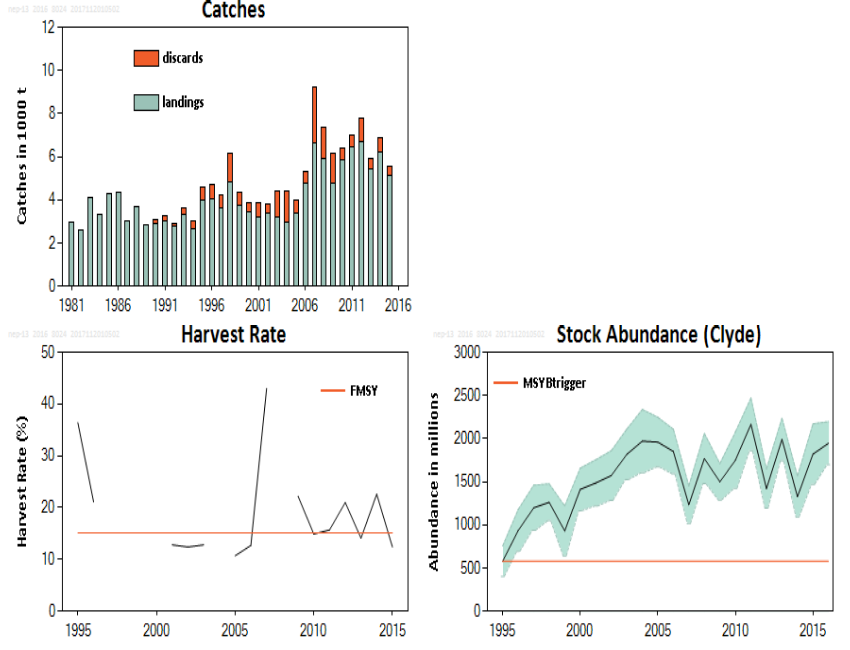 Catches
12
10
8
6
4
2
0
Catches in 1000 t
discards
landings
1981 1986 1991 1996 2001 2006 2011 2016
Harvest Rate
50
40
30
20
10
0
Harvest Rate (%)
FMSY
1995 2000 2005 2010 2015
Stock Abundance (Clyde)
3000
2500
2000
1500
1000
500
0
Abundance in millions
MSYBtrigger
1995 2000 2005 2010 2015